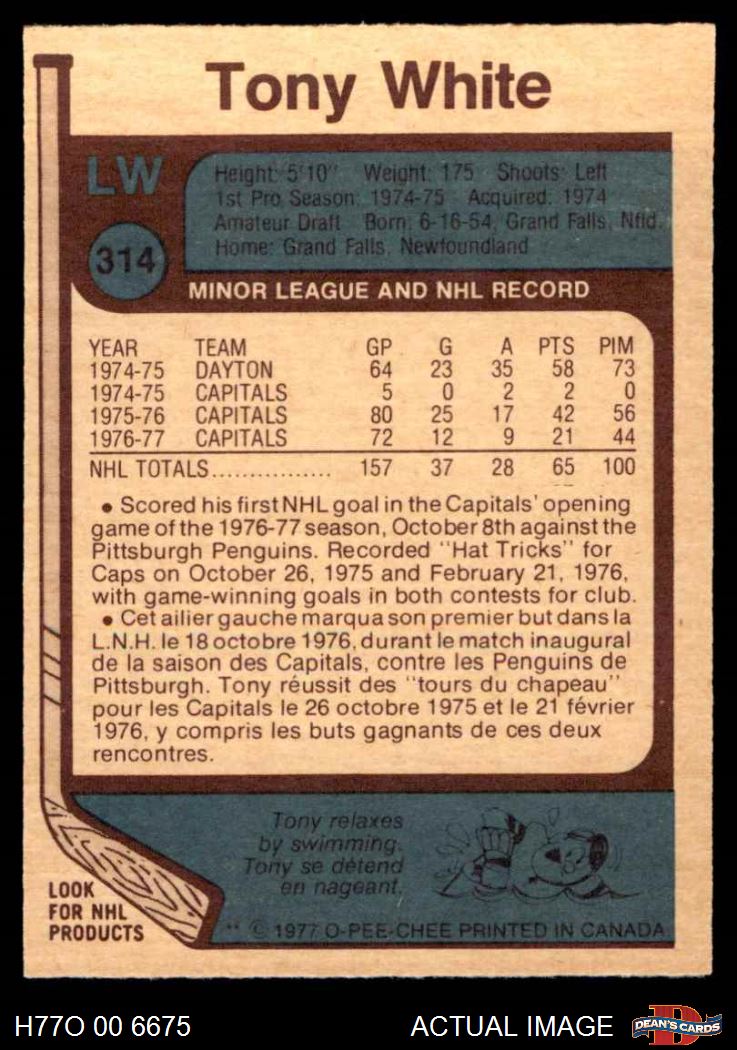 Tony White
LW
314
Height: 5'10" Weight: 175 Shoots: Left
1st Pro Season: 1974-75 Acquired: 1974
Amateur Draft Born: 6-16-54, Grand Falls, Nfld.
Home: Grand Falls, Newfoundland
MINOR LEAGUE AND NHL RECORD
YEAR TEAM GP G A PTS PIM
1974-75 DAYTON 64 23 35 58 73
1974-75 CAPITALS 5 0 2 2 0
1975-76 CAPITALS 80 25 17 42 56
1976-77 CAPITALS 72 12 9 21 44
NHL TOTALS................ 157 37 28 65 100
• Scored his first NHL goal in the Capitals' opening
game of the 1976-77 season, October 8th against the
Pittsburgh Penguins. Recorded "Hat Tricks" for
Caps on October 26, 1975 and February 21, 1976,
with game-winning goals in both contests for club.
• Cet ailier gauche marqua son premier but dans la
L.N.H. le 18 octobre 1976, durant le match inaugural
de la saison des Capitals, contre les Penguins de
Pittsburgh. Tony réussit des "tours du chapeau"
pour les Capitals le 26 octobre 1975 et le 21 février
1976, y compris les buts gagnants de ces deux
rencontres.
Tony relaxes
by swimming.
Tony se détend
en nageant.
LOOK
FOR NHL
PRODUCTS
** © 1977 O-PEE-CHEE PRINTED IN CANADA
H77O 00 6675 ACTUAL IMAGE DEAN'S CARDS